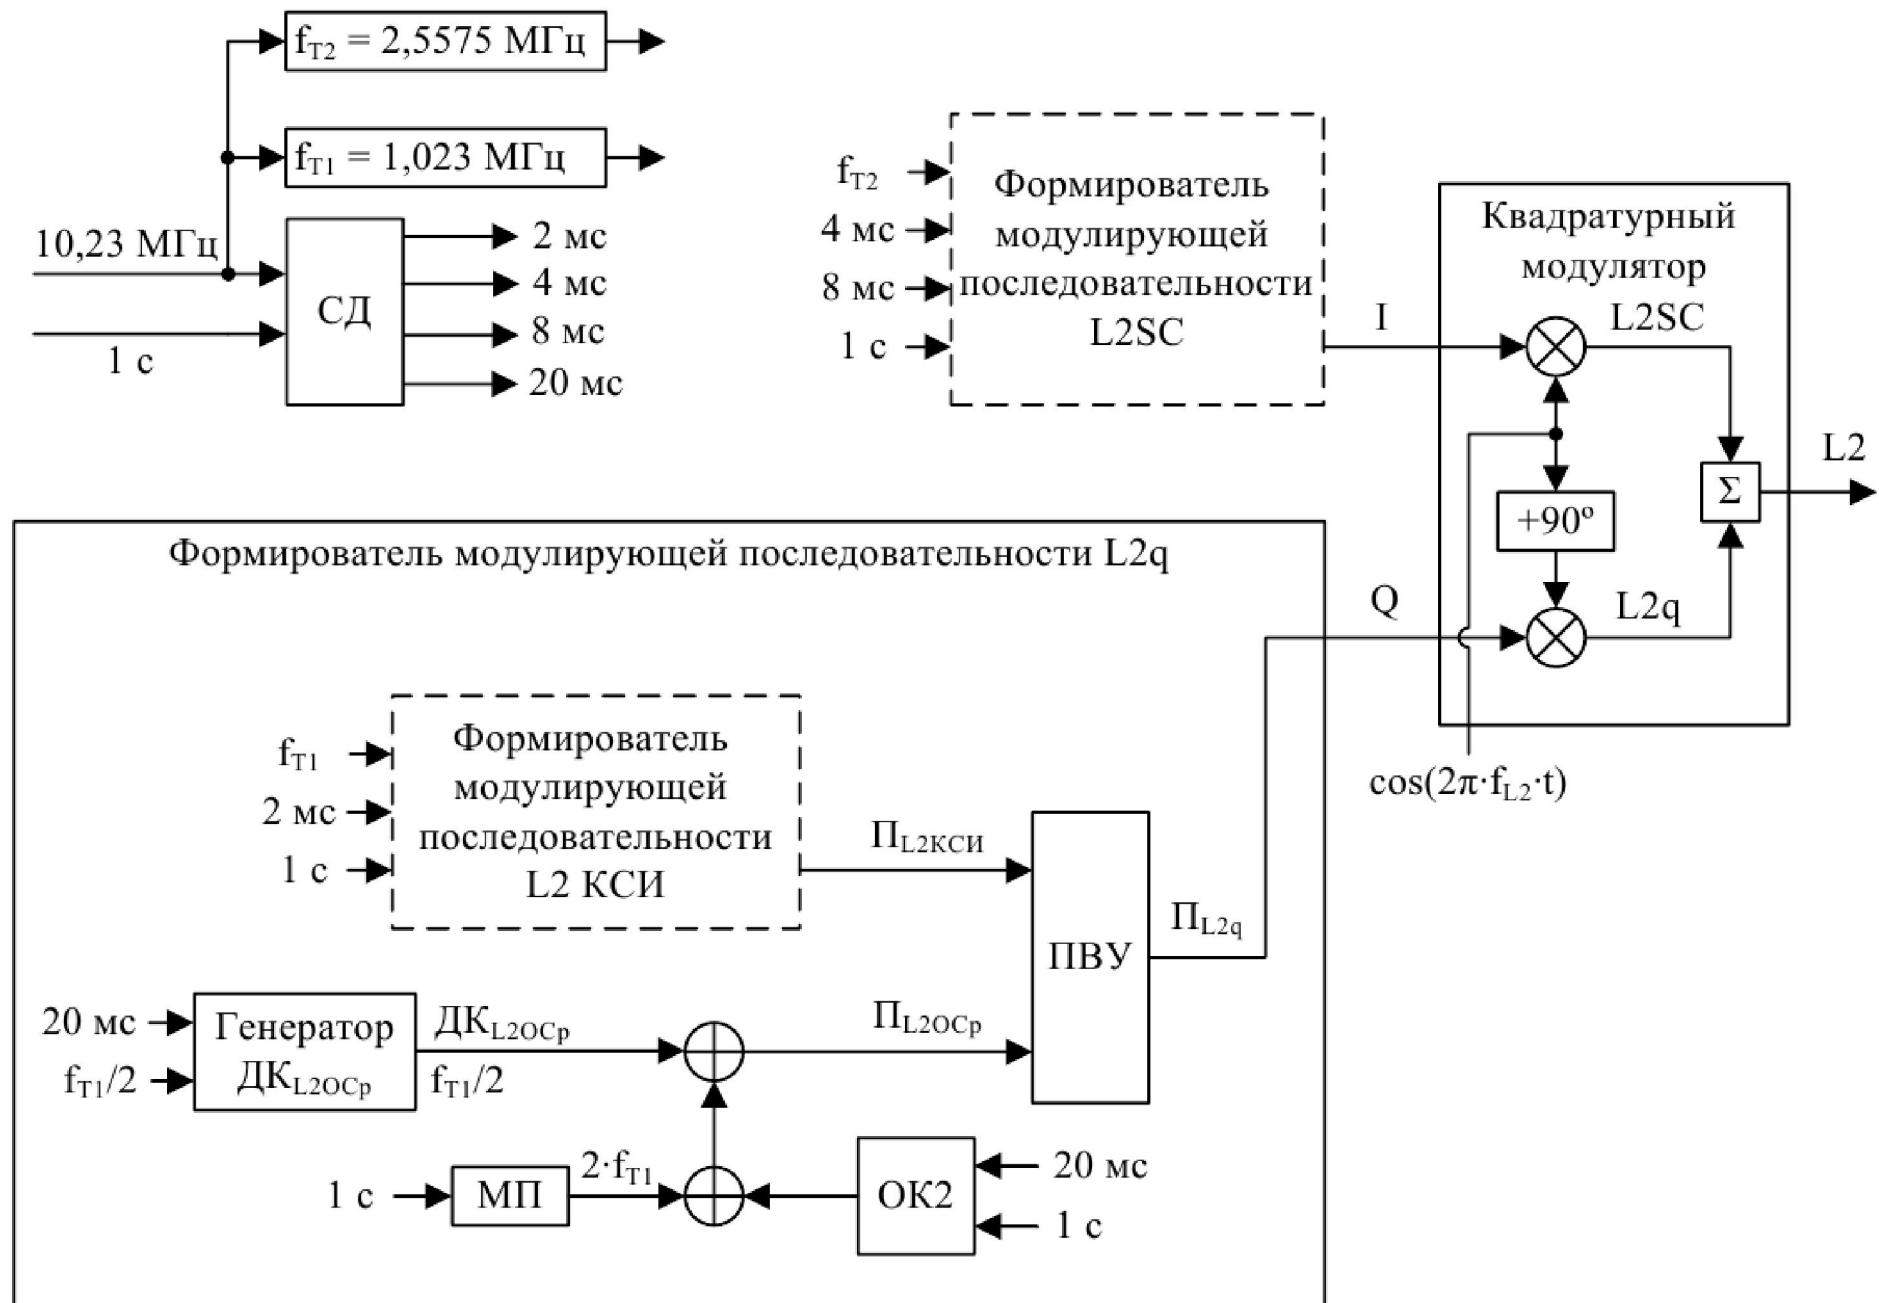 f_T2 = 2,5575 МГц
f_T1 = 1,023 МГц
10,23 МГц
1 с
СД
2 мс
4 мс
8 мс
20 мс
f_T2
4 мс
8 мс
1 с
Формирователь
модулирующей
последовательности
L2SC
I
Квадратурный
модулятор
L2SC
+90º
Σ
L2
L2q
Q
cos(2π·f_L2·t)
Формирователь модулирующей последовательности L2q
f_T1
2 мс
1 с
Формирователь
модулирующей
последовательности
L2 КСИ
П_L2КСИ
ПВУ
П_L2q
20 мс
f_T1/2
Генератор
ДК_L2ОСр
ДК_L2ОСр
f_T1/2
П_L2ОСр
1 с
МП
2·f_T1
ОК2
20 мс
1 с